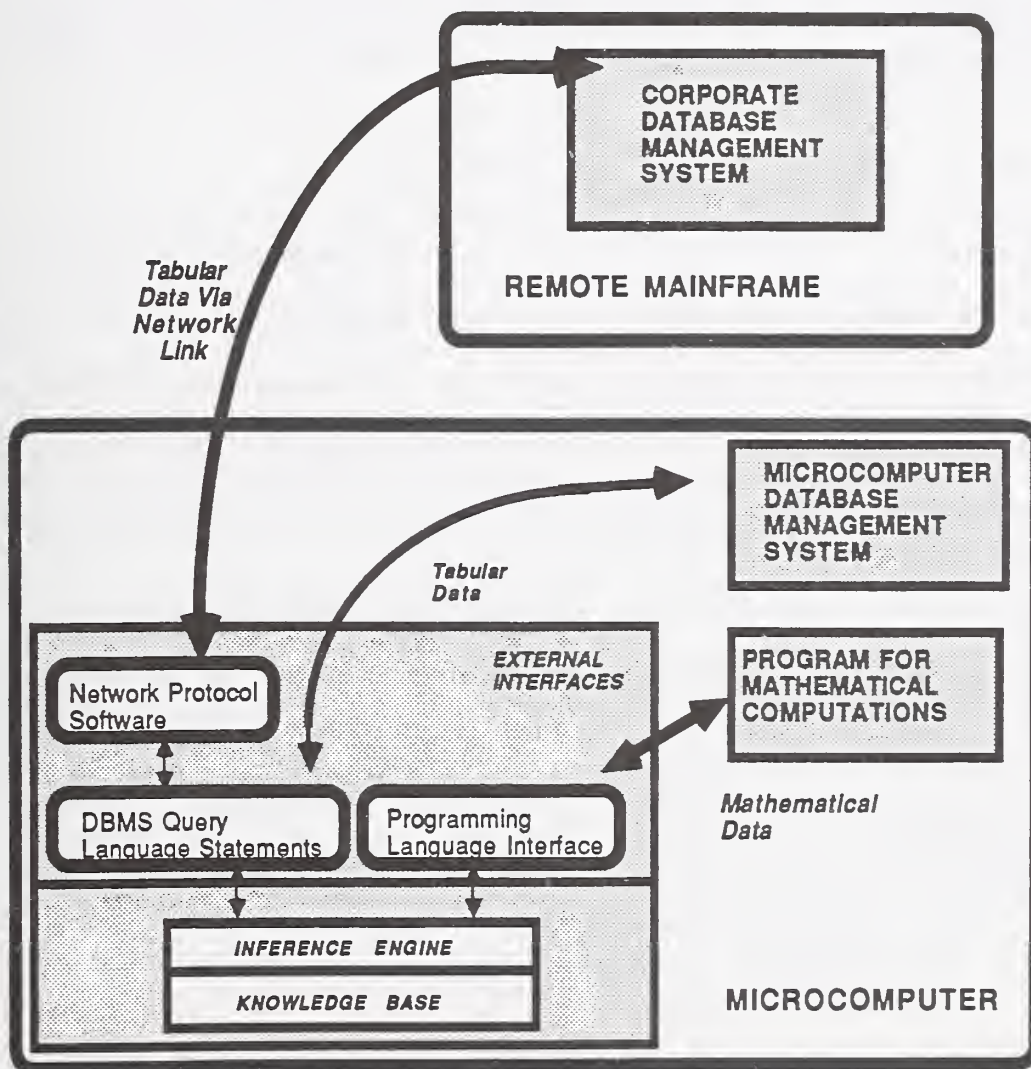 CORPORATE
DATABASE
MANAGEMENT
SYSTEM
REMOTE MAINFRAME
Tabular
Data Via
Network
Link
MICROCOMPUTER
DATABASE
MANAGEMENT
SYSTEM
Tabular
Data
EXTERNAL
INTERFACES
Network Protocol
Software
PROGRAM FOR
MATHEMATICAL
COMPUTATIONS
Mathematical
Data
DBMS Query
Language Statements
Programming
Language Interface
INFERENCE ENGINE
KNOWLEDGE BASE
MICROCOMPUTER